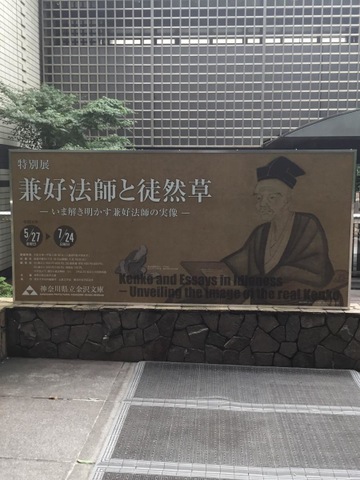 特別展
兼好法師と徒然草
―いま解き明かす兼好法師の実像―
5/27 ▶ 7/24
Kenko and Essays in Idleness
Unveiling the image of the real Kenko
神奈川県立金沢文庫